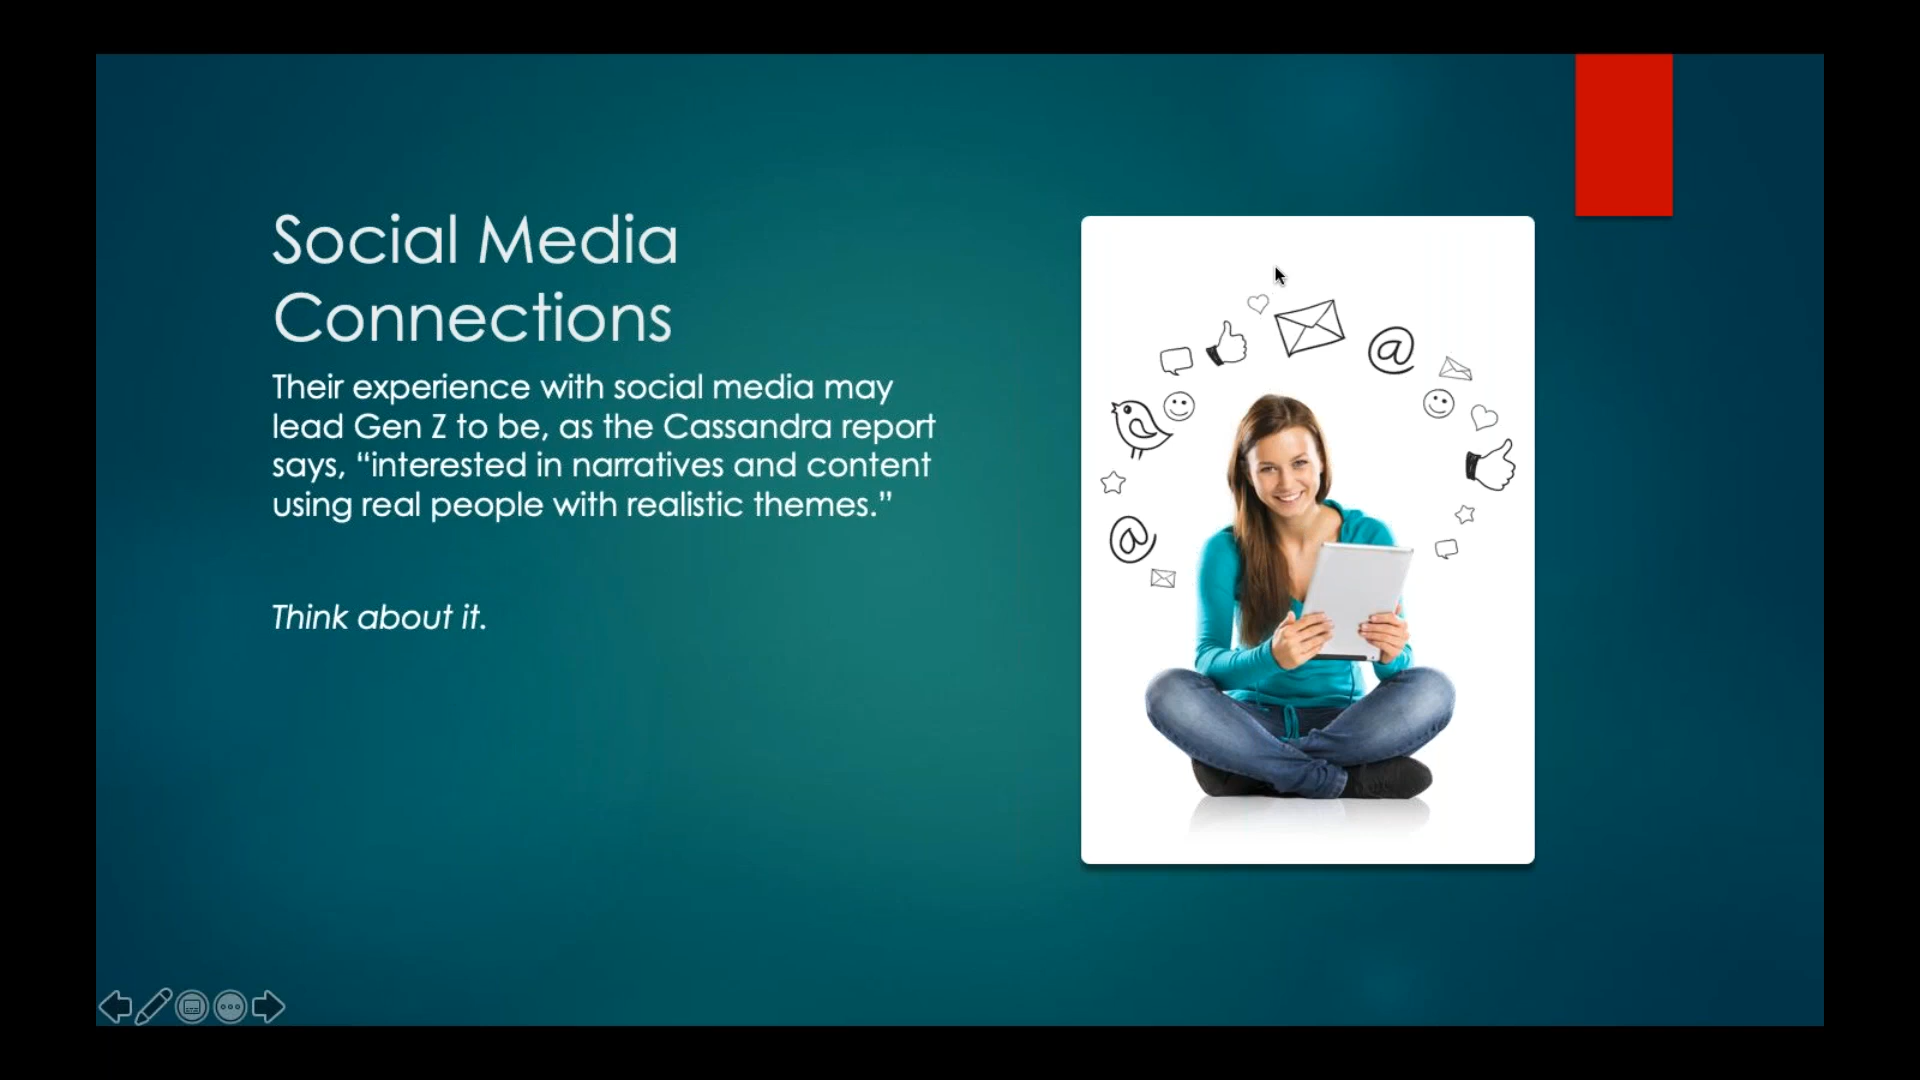 Social Media
Connections
Their experience with social media may
lead Gen Z to be, as the Cassandra report
says, “interested in narratives and content
using real people with realistic themes.”
Think about it.